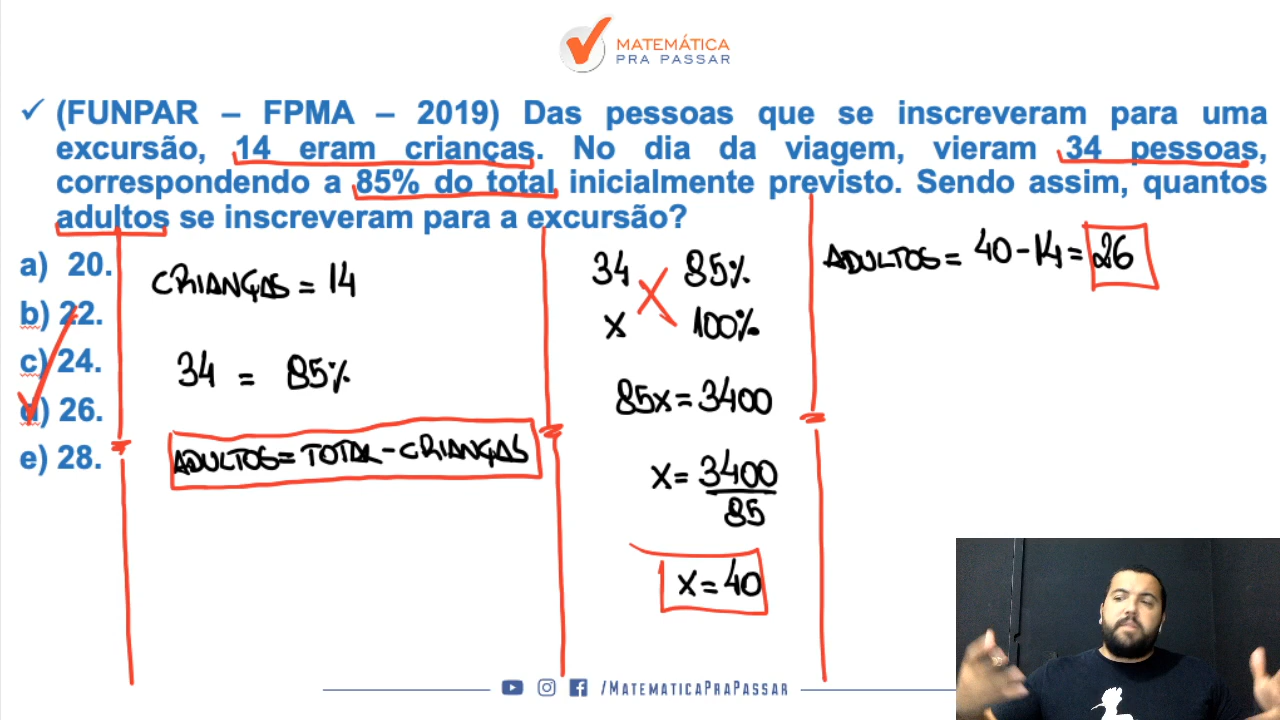 MATEMÁTICA
PRA PASSAR
✓ (FUNPAR – FPMA – 2019) Das pessoas que se inscreveram para uma
excursão, 14 eram crianças. No dia da viagem, vieram 34 pessoas,
correspondendo a 85% do total inicialmente previsto. Sendo assim, quantos
adultos se inscreveram para a excursão?
a) 20.
b) 22.
c) 24.
d) 26.
e) 28.
CRIANÇAS = 14
34 = 85%
ADULTOS = TOTAL - CRIANÇAS
34 85%
x 100%
85x = 3400
x = 3400
85
x = 40
ADULTOS = 40 - 14 = 26
/MATEMATICAPRAPASSAR